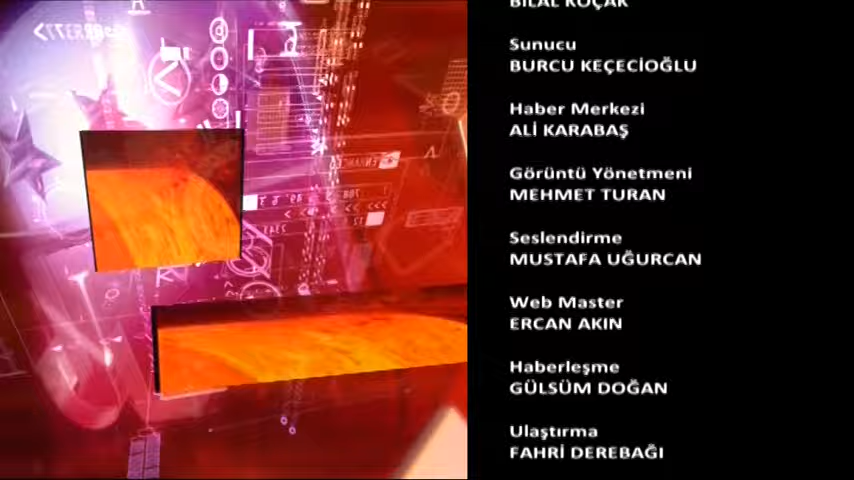 BİLAL KOÇAK
Sunucu
BURCU KEÇECİOĞLU
Haber Merkezi
ALİ KARABAŞ
Görüntü Yönetmeni
MEHMET TURAN
Seslendirme
MUSTAFA UĞURCAN
Web Master
ERCAN AKIN
Haberleşme
GÜLSÜM DOĞAN
Ulaştırma
FAHRİ DEREBAĞI